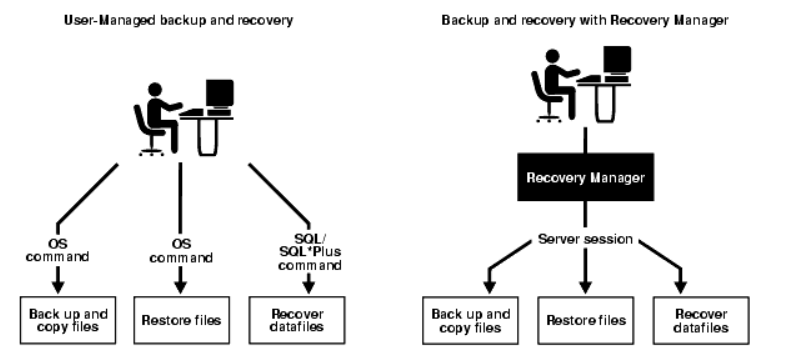 User-Managed backup and recovery
OS
command
OS
command
SQL/
SQL*Plus
command
Back up and
copy files
Restore files
Recover
datafiles
Backup and recovery with Recovery Manager
Recovery Manager
Server session
Back up and
copy files
Restore files
Recover
datafiles